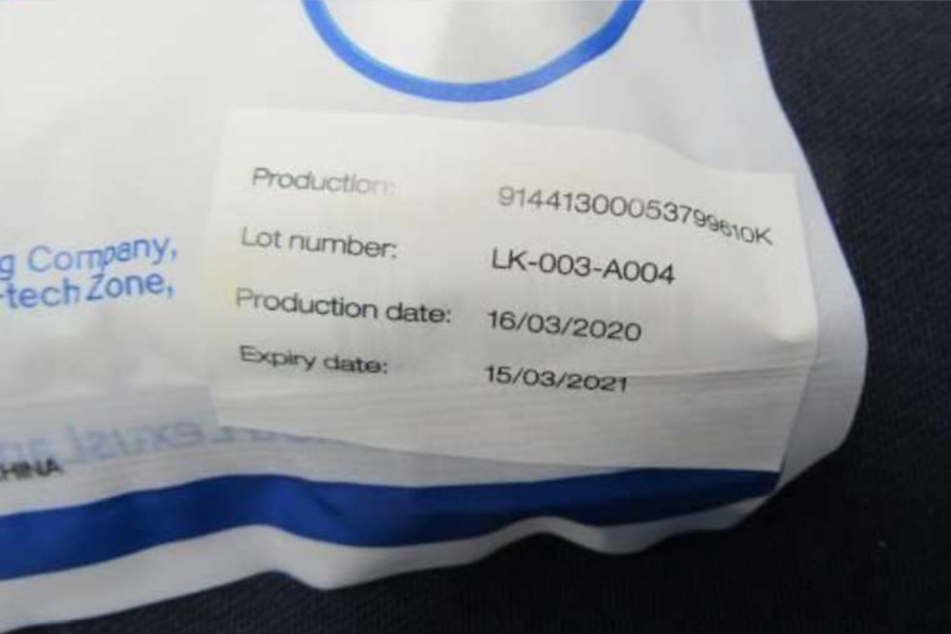 Production: 91441300053799610K
Lot number: LK-003-A004
Production date: 16/03/2020
Expiry date: 15/03/2021
g Company,
-tech Zone,
HINA